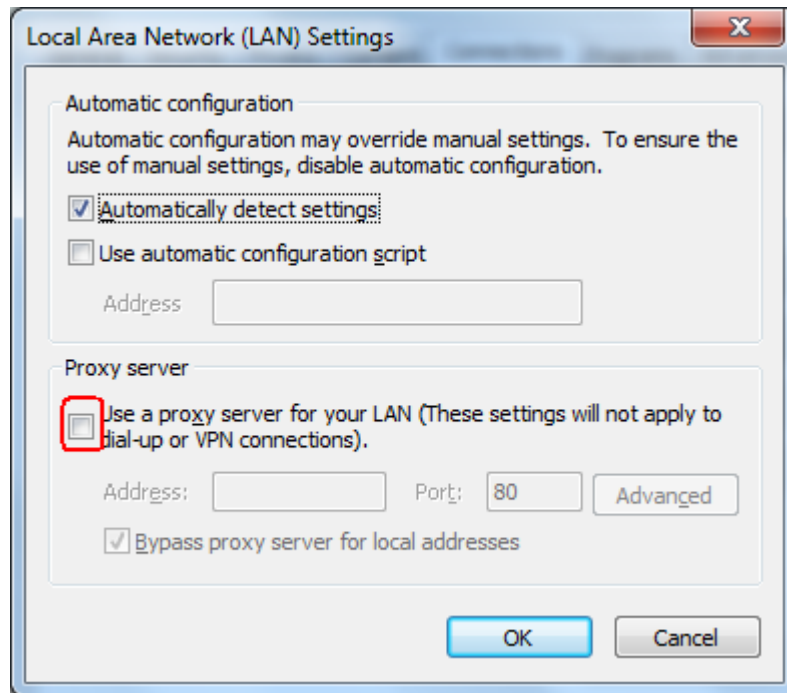 Local Area Network (LAN) Settings
Automatic configuration
Automatic configuration may override manual settings. To ensure the
use of manual settings, disable automatic configuration.
Automatically detect settings
Use automatic configuration script
Address
Proxy server
Use a proxy server for your LAN (These settings will not apply to
dial-up or VPN connections).
Address:
Port: 80
Advanced
Bypass proxy server for local addresses
OK
Cancel